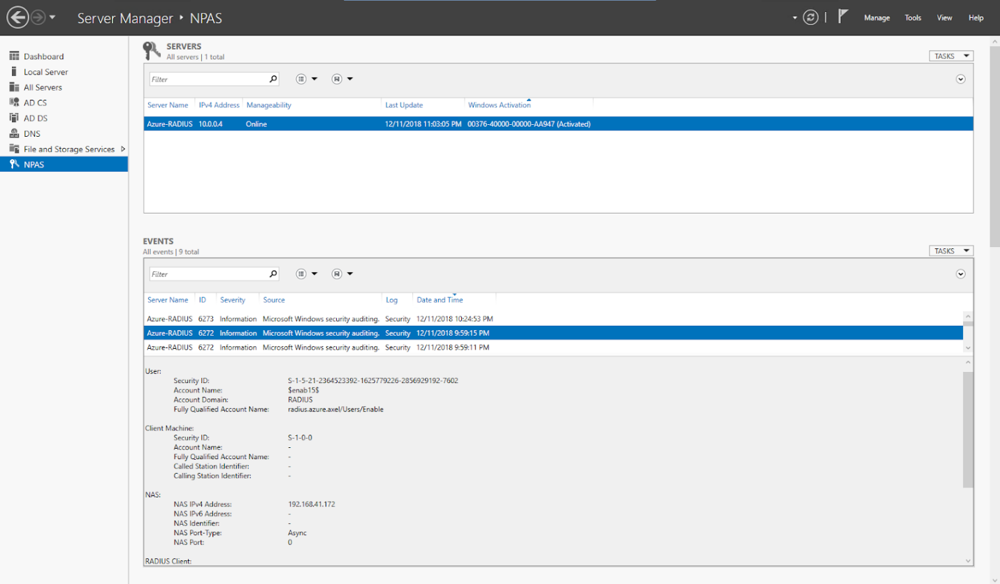 Server Manager ‣ NPAS
Manage Tools View Help
Dashboard
Local Server
All Servers
AD CS
AD DS
DNS
File and Storage Services
NPAS
SERVERS
All servers | 1 total
TASKS
Filter
Server Name IPv4 Address Manageability Last Update Windows Activation
Azure-RADIUS 10.0.0.4 Online 12/11/2018 11:03:05 PM 00376-40000-00000-AA947 (Activated)
EVENTS
All events | 9 total
TASKS
Filter
Server Name ID Severity Source Log Date and Time
Azure-RADIUS 6273 Information Microsoft Windows security auditing. Security 12/11/2018 10:24:53 PM
Azure-RADIUS 6272 Information Microsoft Windows security auditing. Security 12/11/2018 9:59:15 PM
Azure-RADIUS 6272 Information Microsoft Windows security auditing. Security 12/11/2018 9:59:11 PM
User:
Security ID: S-1-5-21-2364523392-1625779226-2856929192-7602
Account Name: $enab15$
Account Domain: RADIUS
Fully Qualified Account Name: radius.azure.axel/Users/Enable
Client Machine:
Security ID: S-1-0-0
Account Name: -
Fully Qualified Account Name: -
Called Station Identifier: -
Calling Station Identifier: -
NAS:
NAS IPv4 Address: 192.168.41.172
NAS IPv6 Address: -
NAS Identifier: -
NAS Port-Type: Async
NAS Port: 0
RADIUS Client: